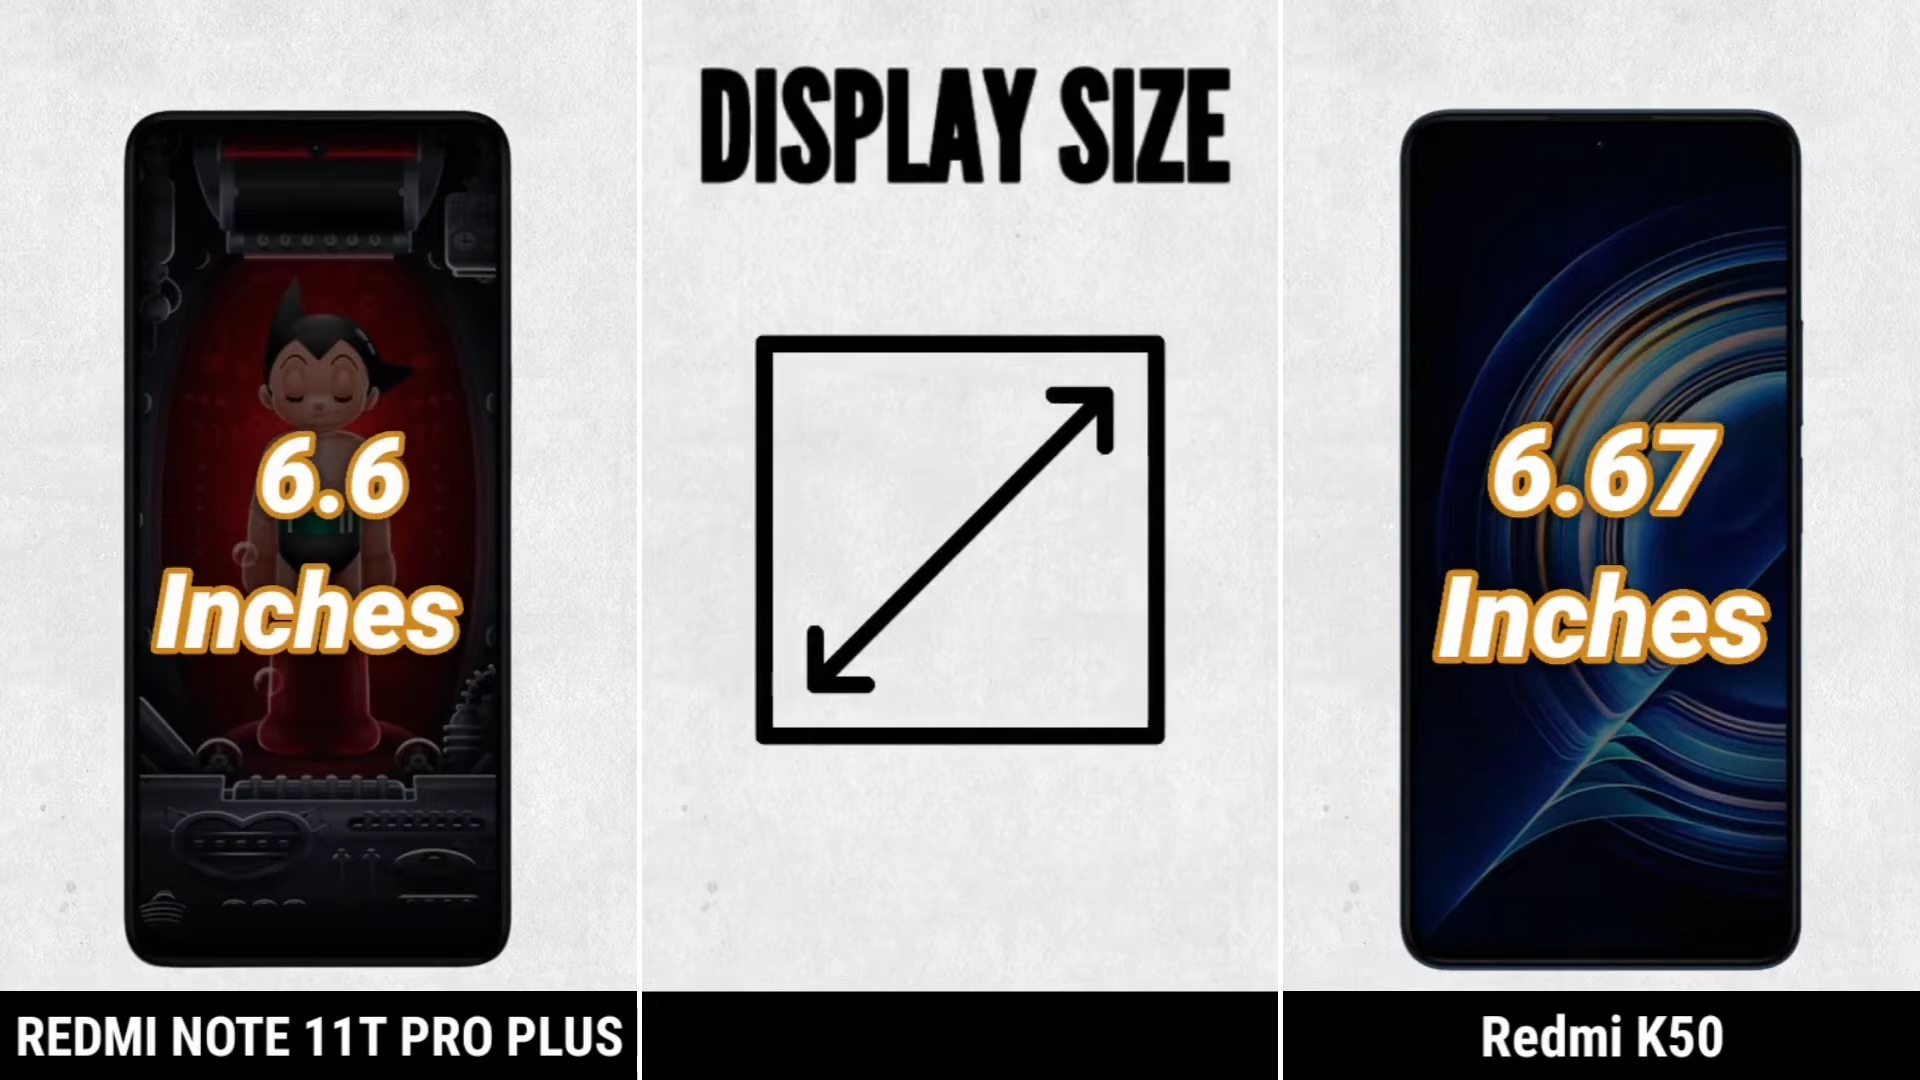 DISPLAY SIZE
6.6
Inches
6.67
Inches
REDMI NOTE 11T PRO PLUS
Redmi K50